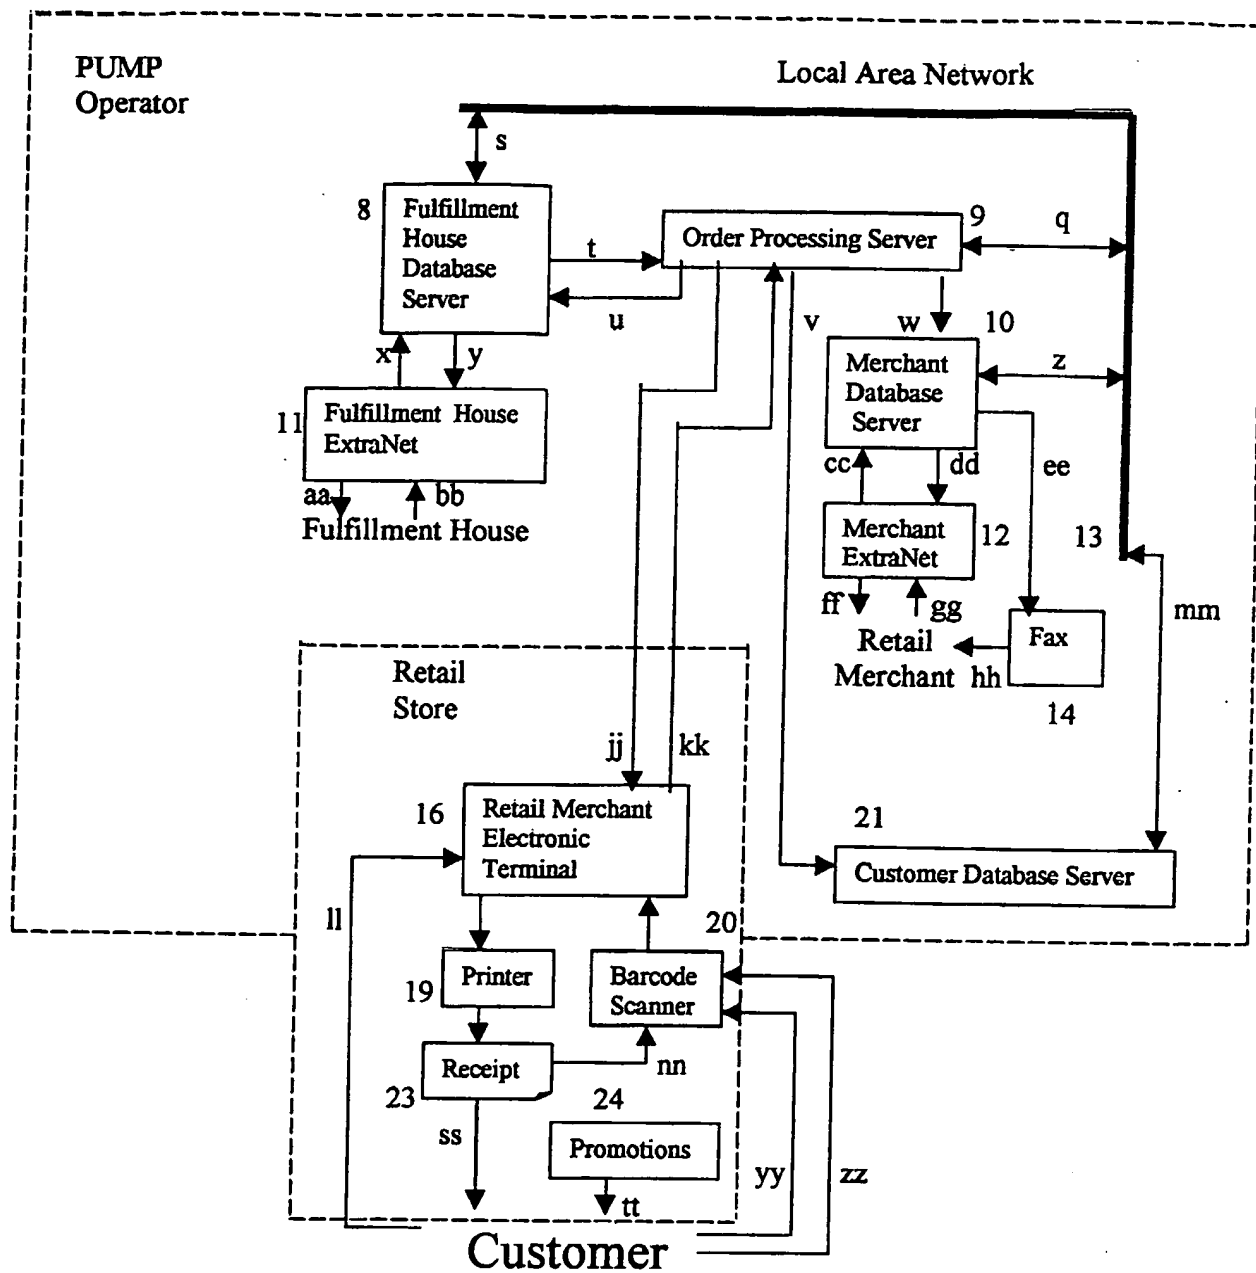 PUMP
Operator
Local Area Network
s
8
Fulfillment
House
Database
Server
t
u
9
Order Processing Server
q
v
w
10
x
y
Merchant
Database
Server
z
11
Fulfillment House
ExtraNet
aa
bb
Fulfillment House
cc
dd
ee
Merchant
ExtraNet
12
13
ff
gg
Retail
Merchant
hh
Fax
14
mm
Retail
Store
jj
kk
16
Retail Merchant
Electronic
Terminal
21
Customer Database Server
ll
20
19
Printer
Barcode
Scanner
Receipt
nn
23
24
ss
Promotions
tt
yy
zz
Customer